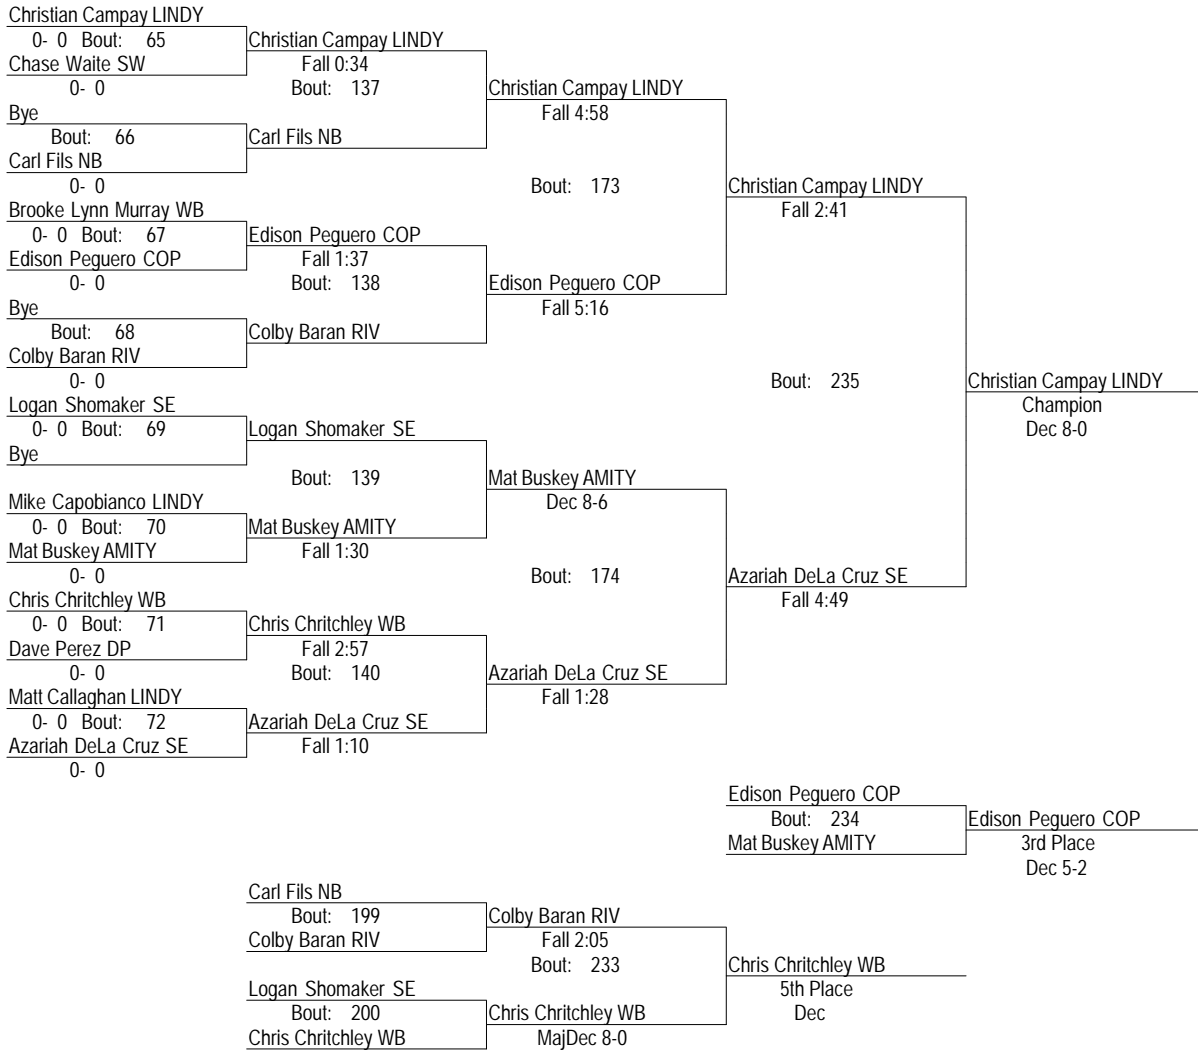 Christian Campay LINDY
0- 0 Bout: 65
Christian Campay LINDY
Chase Waite SW
Fall 0:34
0- 0
Bout: 137
Christian Campay LINDY
Bye
Fall 4:58
Bout: 66
Carl Fils NB
Carl Fils NB
0- 0
Bout: 173
Christian Campay LINDY
Brooke Lynn Murray WB
Fall 2:41
0- 0 Bout: 67
Edison Peguero COP
Edison Peguero COP
Fall 1:37
0- 0
Bout: 138
Edison Peguero COP
Bye
Fall 5:16
Bout: 68
Colby Baran RIV
Colby Baran RIV
0- 0
Bout: 235
Christian Campay LINDY
Logan Shomaker SE
Champion
0- 0 Bout: 69
Logan Shomaker SE
Dec 8-0
Bye
Bout: 139
Mat Buskey AMITY
Mike Capobianco LINDY
Dec 8-6
0- 0 Bout: 70
Mat Buskey AMITY
Mat Buskey AMITY
Fall 1:30
0- 0
Bout: 174
Azariah DeLa Cruz SE
Chris Chritchley WB
Fall 4:49
0- 0 Bout: 71
Chris Chritchley WB
Dave Perez DP
Fall 2:57
0- 0
Bout: 140
Azariah DeLa Cruz SE
Matt Callaghan LINDY
Fall 1:28
0- 0 Bout: 72
Azariah DeLa Cruz SE
Azariah DeLa Cruz SE
Fall 1:10
0- 0
Edison Peguero COP
Bout: 234
Edison Peguero COP
Mat Buskey AMITY
3rd Place
Dec 5-2
Carl Fils NB
Bout: 199
Colby Baran RIV
Colby Baran RIV
Fall 2:05
Bout: 233
Chris Chritchley WB
Logan Shomaker SE
5th Place
Bout: 200
Chris Chritchley WB
Dec
Chris Chritchley WB
MajDec 8-0